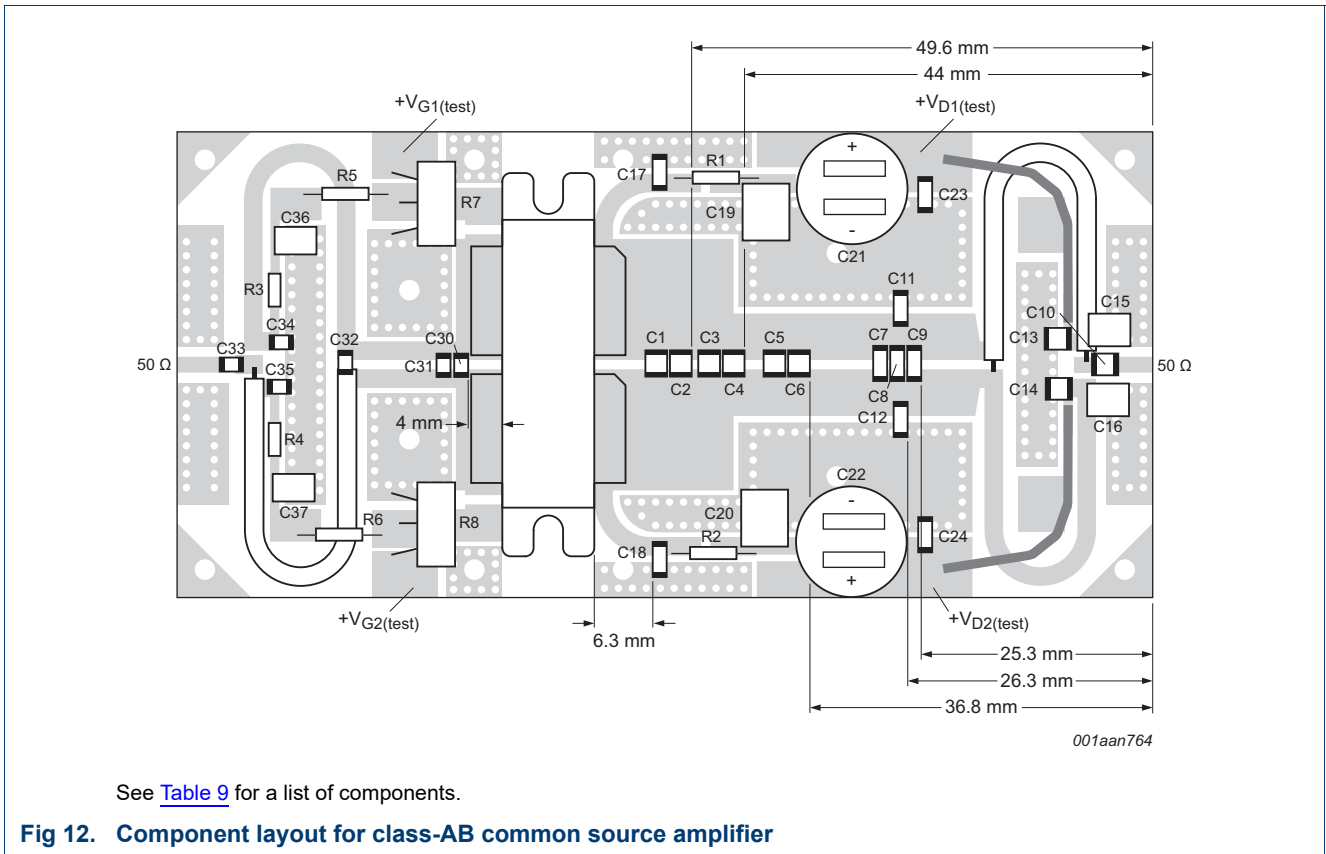 49.6 mm
44 mm
+VG1(test)
+VD1(test)
C17
R1
+
R5
R7
C19
C23
C36
-
C21
R3
C11
C10
C15
C34
C30
C13
C33
C32
C1
C3
C5
C7
C9
50 Ω
C31
50 Ω
C35
C2
C4
C6
C8
C14
4 mm
C12
C16
R4
C22
C37
-
C20
R6
R8
C24
C18
R2
+
+VG2(test)
+VD2(test)
6.3 mm
25.3 mm
26.3 mm
36.8 mm
001aan764
See Table 9 for a list of components.
Fig 12. Component layout for class-AB common source amplifier